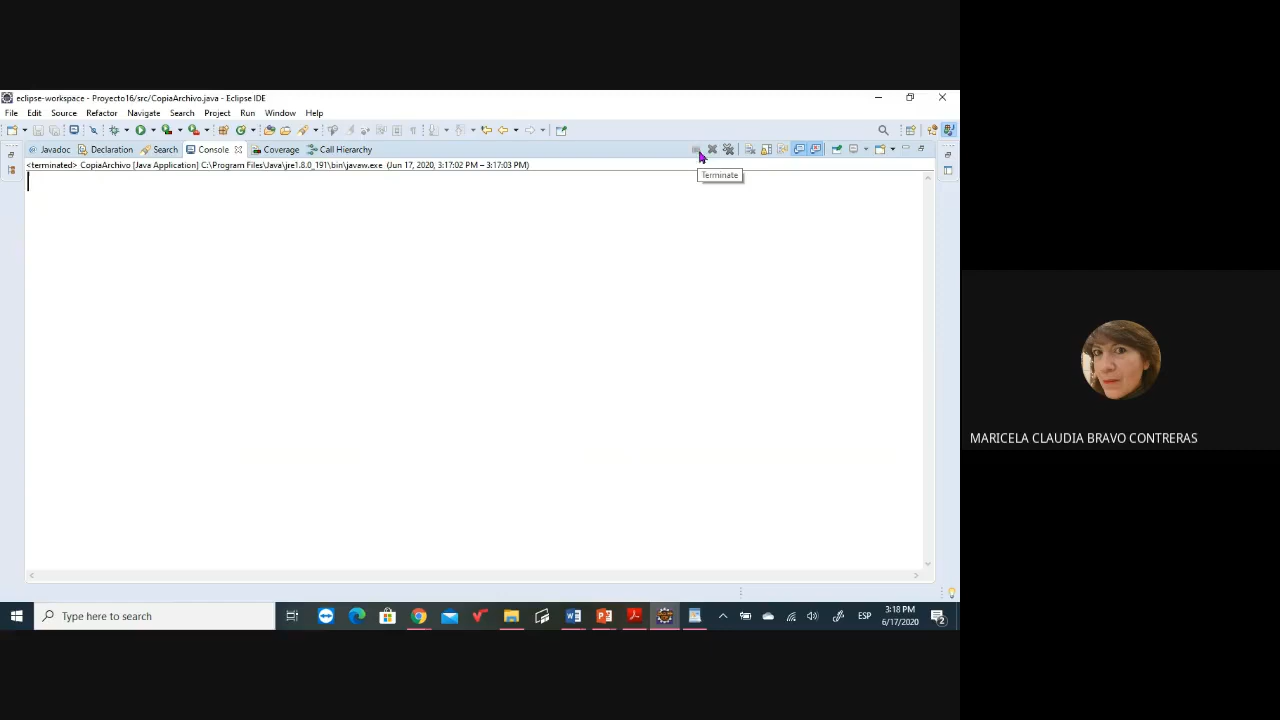 eclipse-workspace - Proyecto16/src/CopiaArchivo.java - Eclipse IDE
File Edit Source Refactor Navigate Search Project Run Window Help
Javadoc Declaration Search Console Call Hierarchy Coverage
<terminated> CopiaArchivo [Java Application] C:\Program Files\Java\jre1.8.0_191\bin\javaw.exe (Jun 17, 2020, 3:17:02 PM – 3:17:03 PM)
Terminate
MARICELA CLAUDIA BRAVO CONTRERAS
Type here to search
ESP
3:18 PM
6/17/2020
2